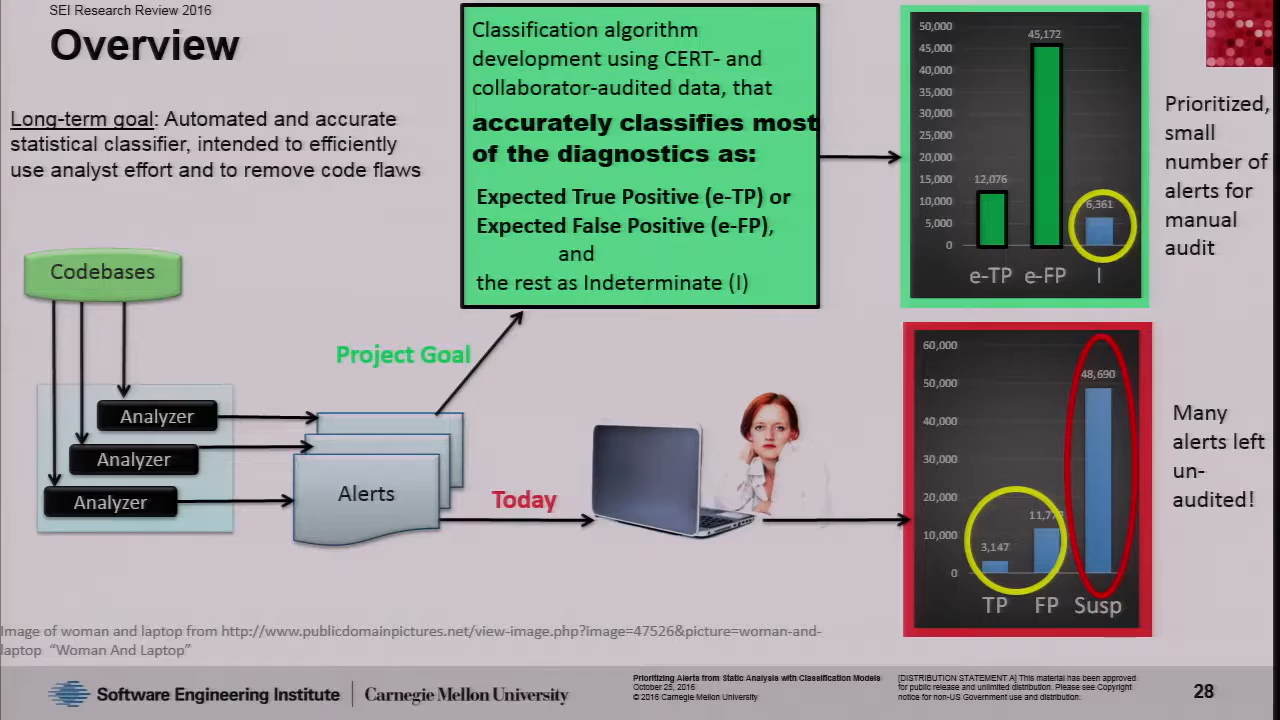 SEI Research Review 2016
Overview
Long-term goal: Automated and accurate
statistical classifier, intended to efficiently
use analyst effort and to remove code flaws
Classification algorithm
development using CERT- and
collaborator-audited data, that
accurately classifies most
of the diagnostics as:
Expected True Positive (e-TP) or
Expected False Positive (e-FP),
and
the rest as Indeterminate (I)
50,000
45,000
40,000
35,000
30,000
25,000
20,000
15,000
10,000
5,000
0
12,076
45,172
6,361
e-TP e-FP I
Prioritized,
small
number of
alerts for
manual
audit
Codebases
Analyzer
Analyzer
Analyzer
Alerts
Project Goal
Today
60,000
50,000
40,000
30,000
20,000
10,000
0
3,147
48,690
TP FP Susp
Many
alerts left
un-
audited!
Image of woman and laptop from http://www.publicdomainpictures.net/view-image.php?image=47526&picture=woman-and-
laptop "Woman And Laptop"
Software Engineering Institute | Carnegie Mellon University
Prioritizing Alerts from Static Analysis with Classification Models
October 25, 2016
© 2016 Carnegie Mellon University
[DISTRIBUTION STATEMENT A] This material has been approved
for public release and unlimited distribution. Please see Copyright
notice for non-US Government use and distribution.
28